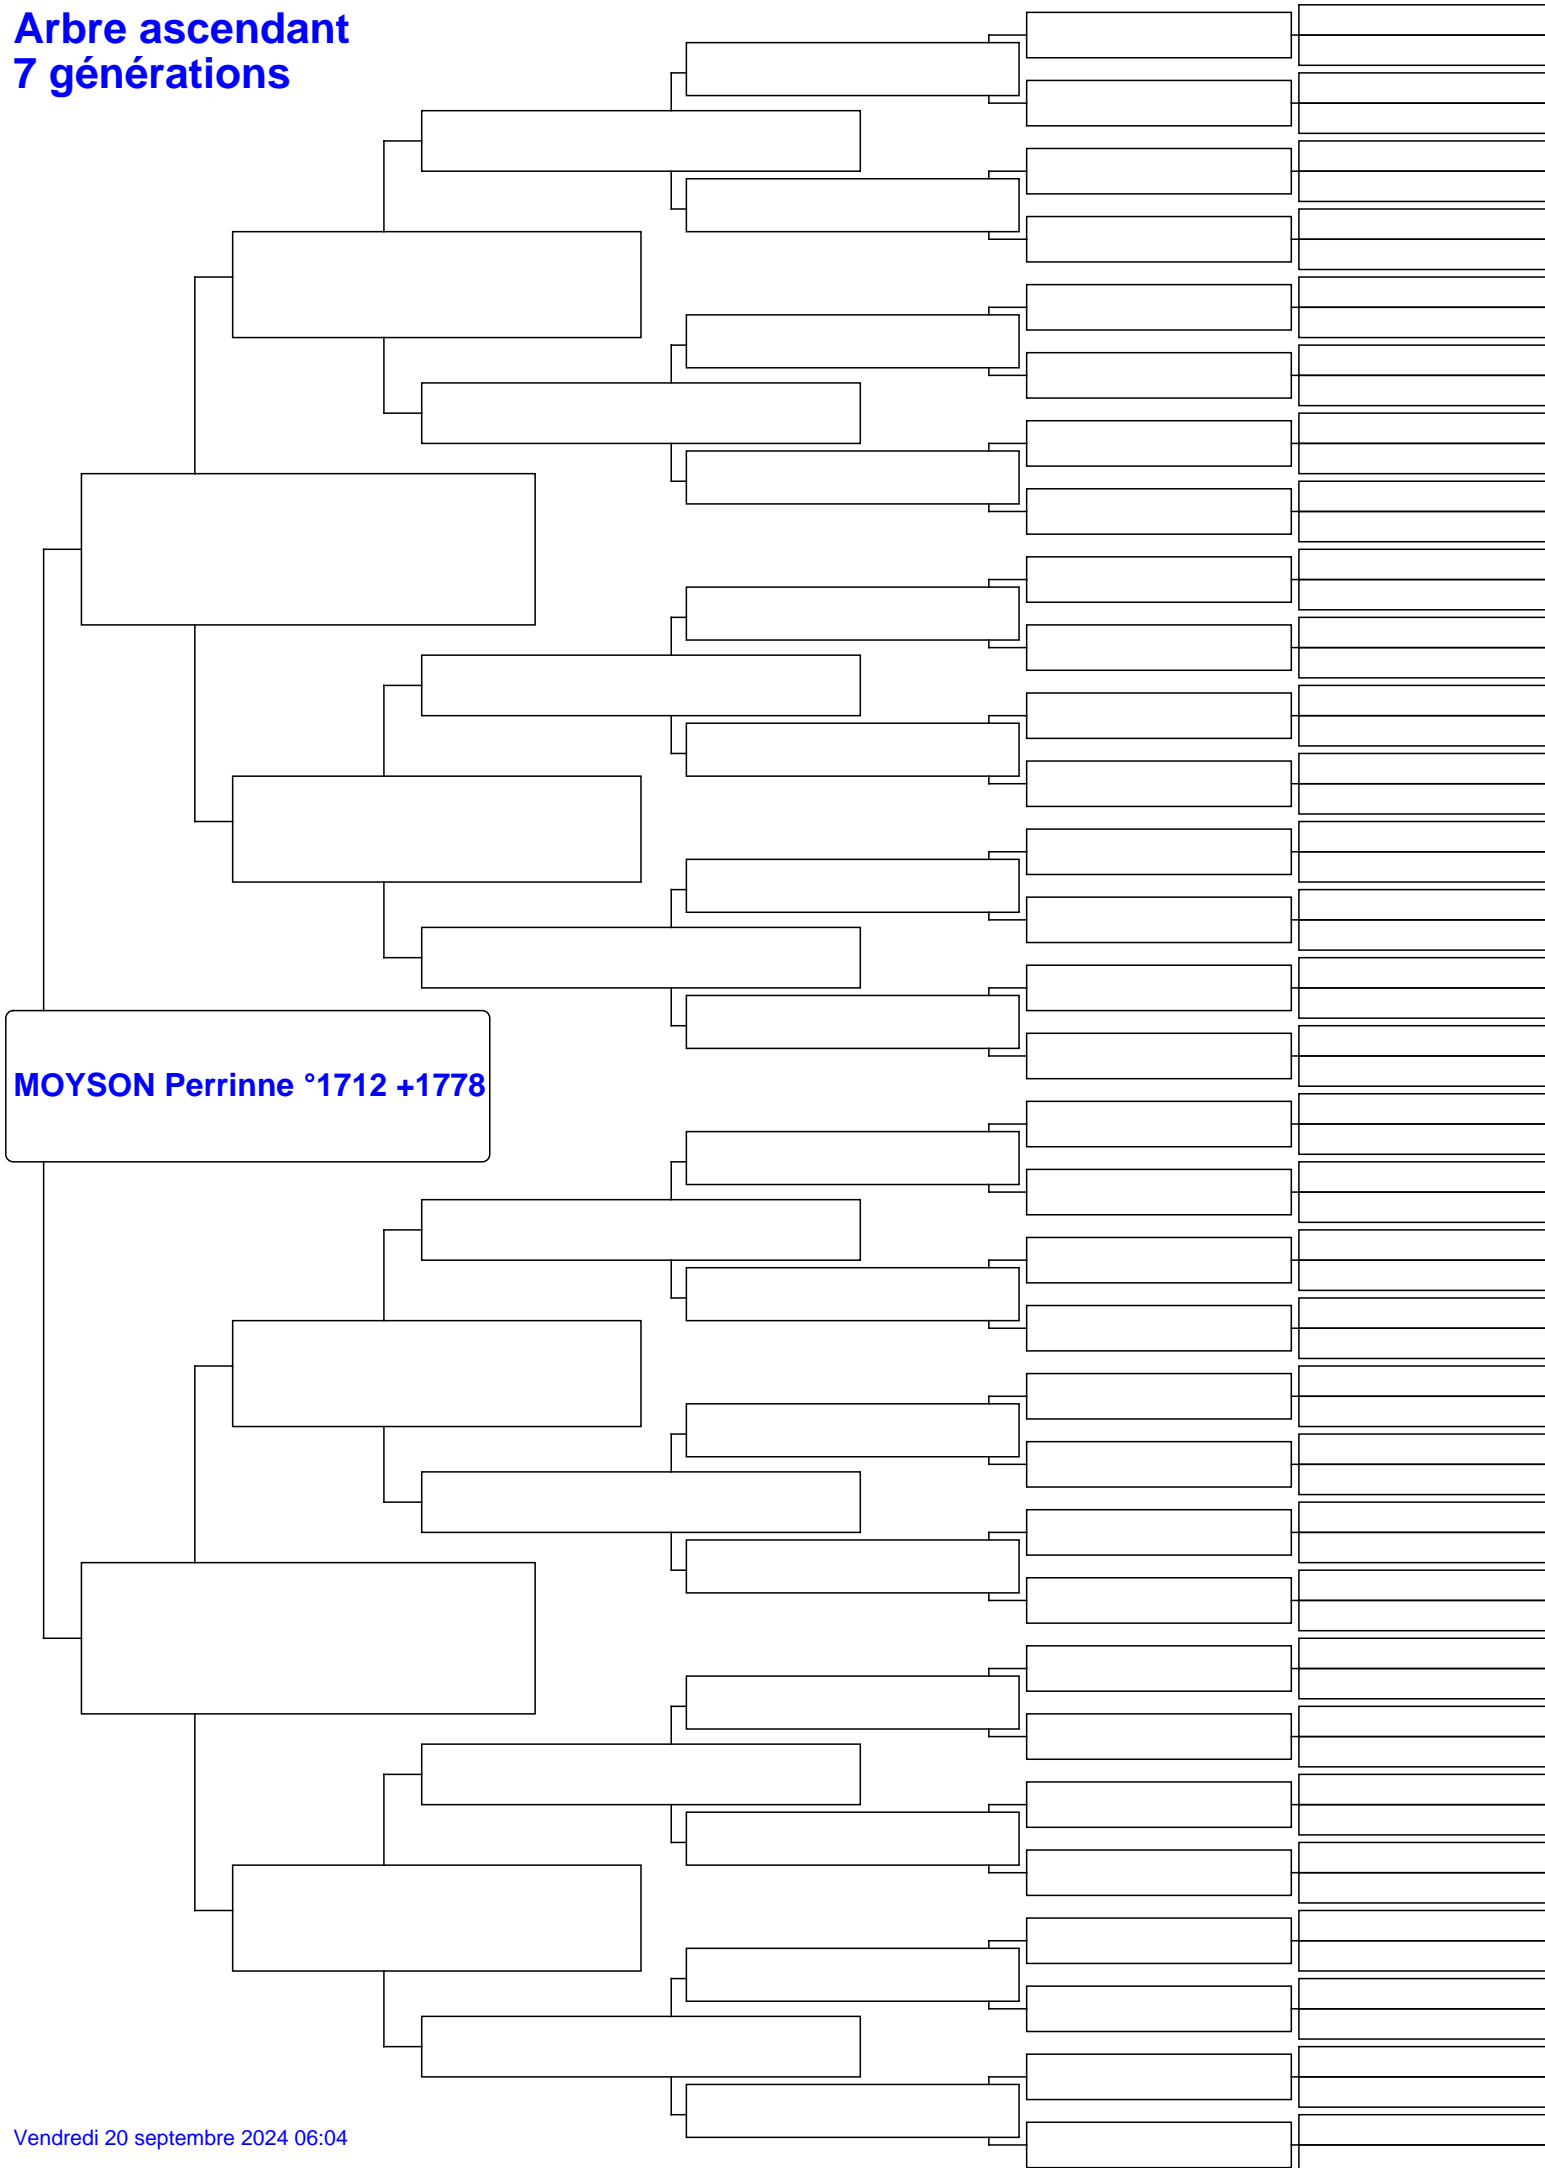 Arbre ascendant
7 générations
MOYSON Perrinne °1712 +1778
Vendredi 20 septembre 2024 06:04